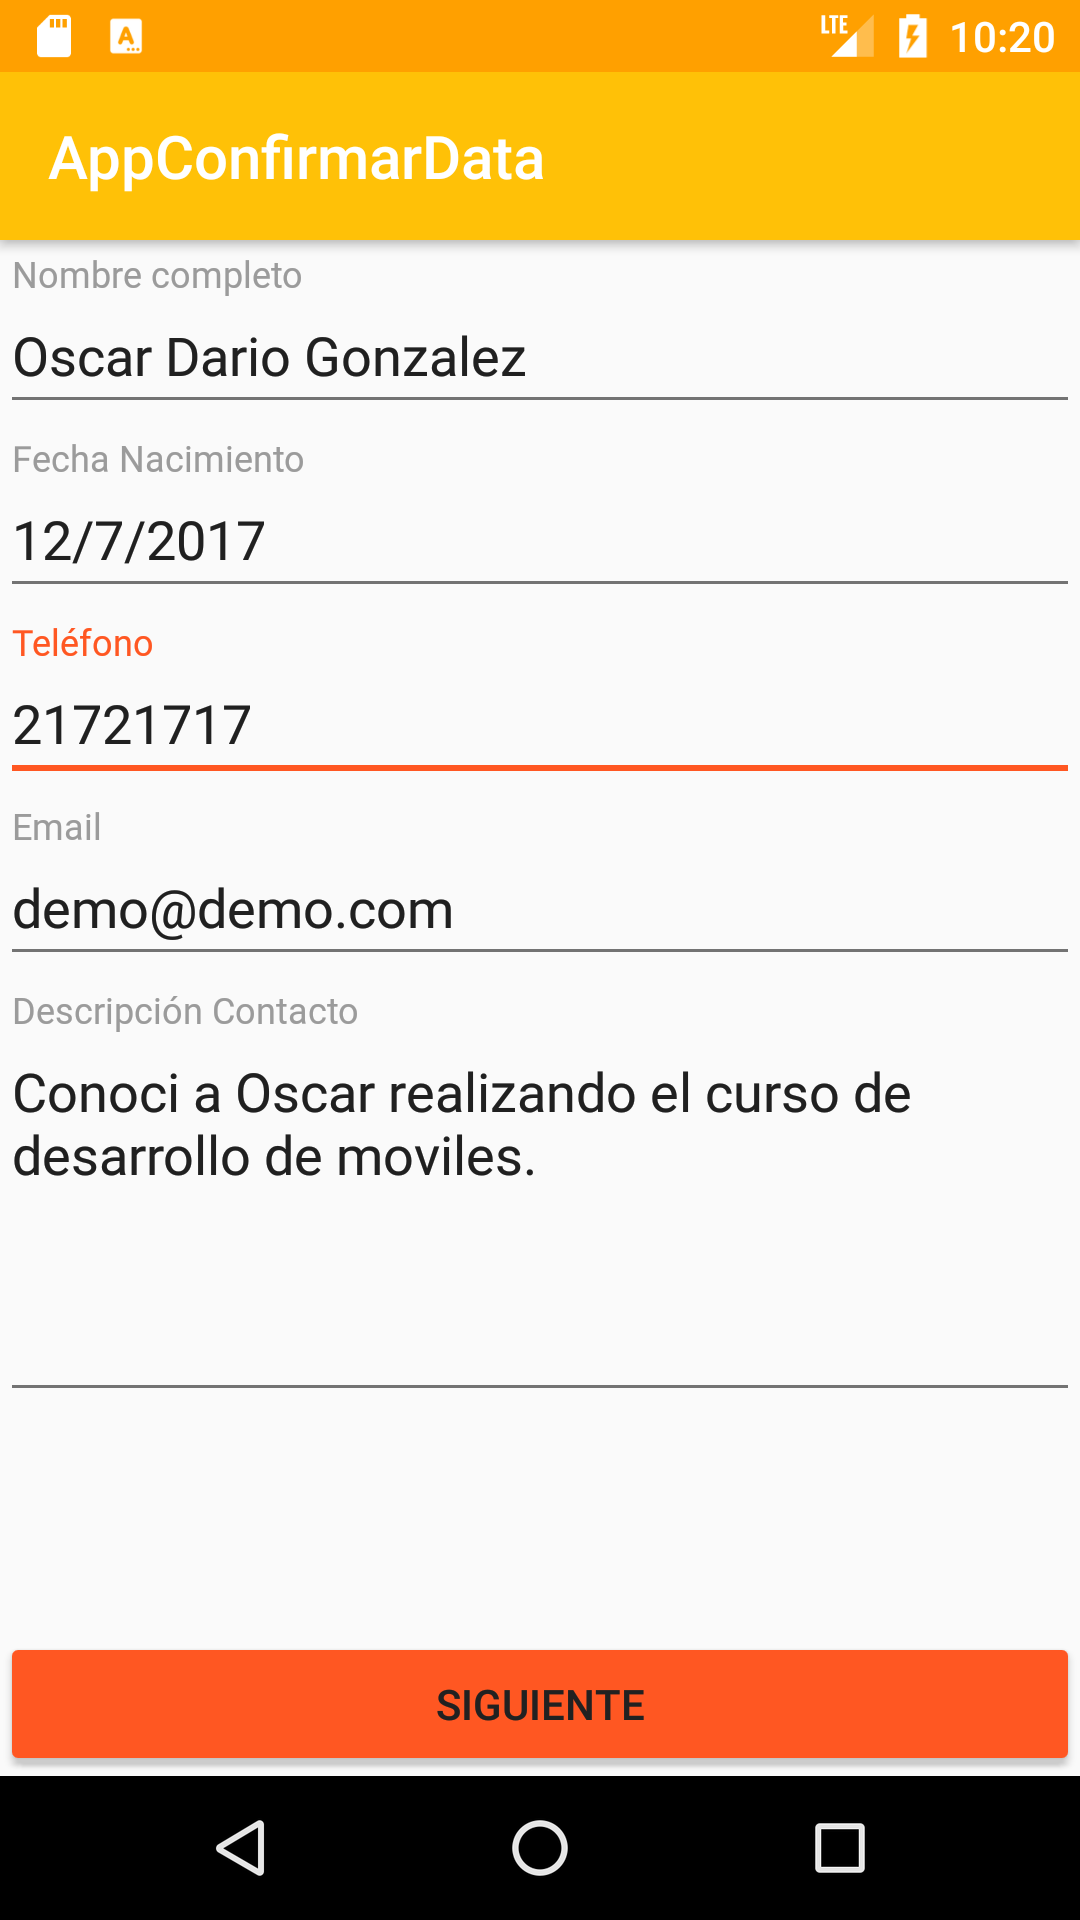 LTE 10:20
AppConfirmarData
Nombre completo
Oscar Dario Gonzalez
Fecha Nacimiento
12/7/2017
Teléfono
21721717
Email
demo@demo.com
Descripción Contacto
Conoci a Oscar realizando el curso de
desarrollo de moviles.
SIGUIENTE